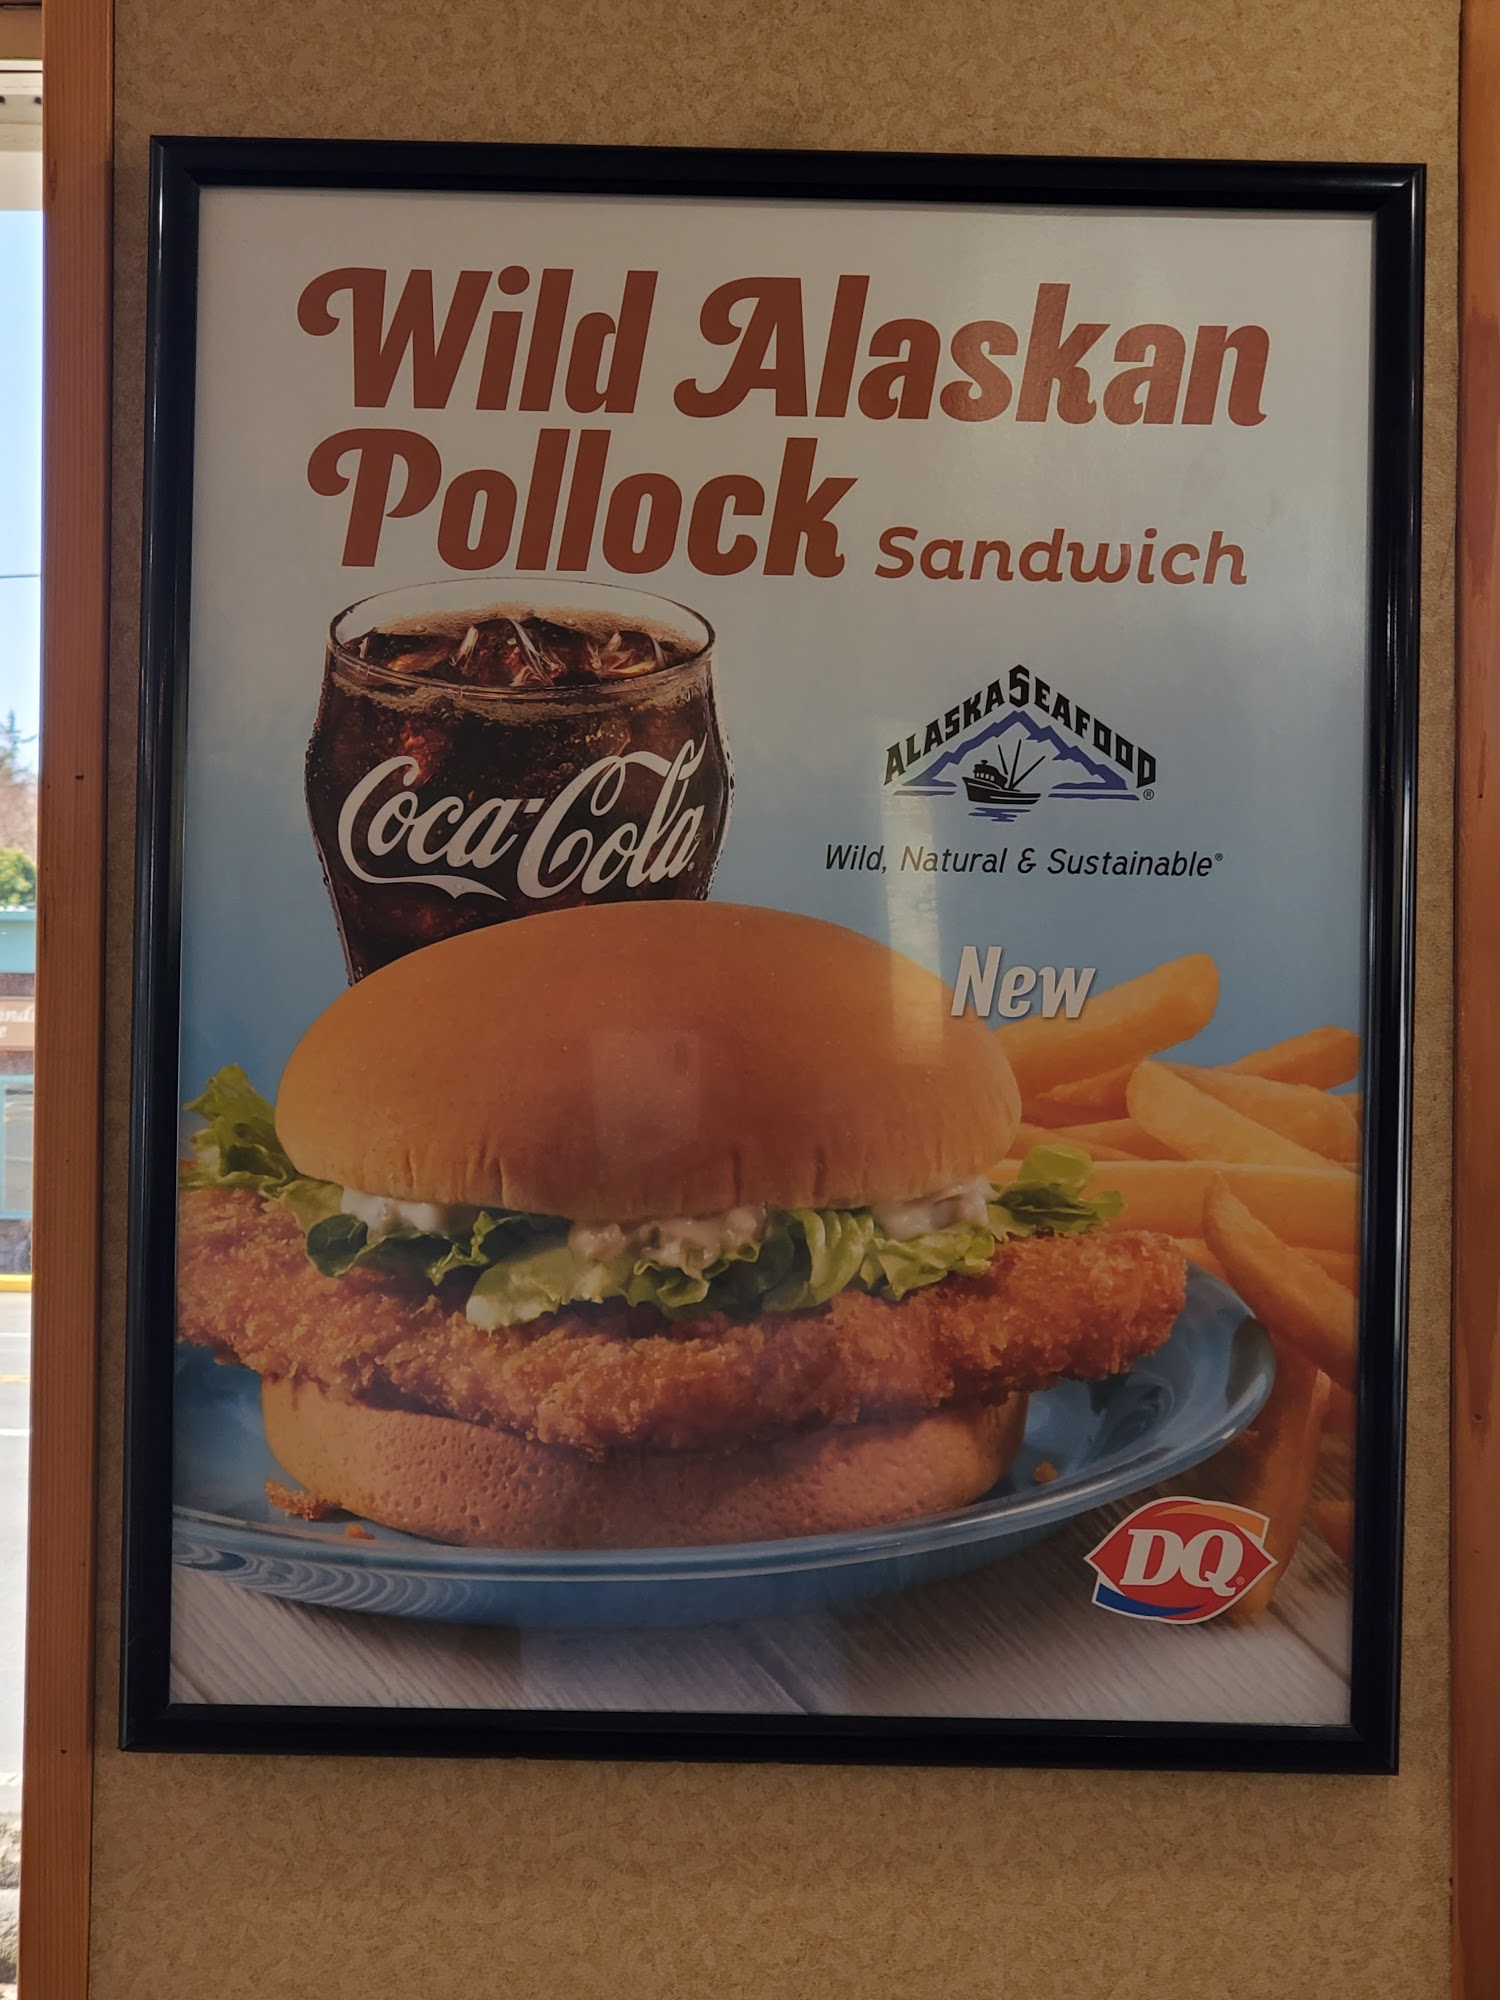 Wild Alaskan
Pollock Sandwich
ALASKA SEAFOOD®
Coca-Cola
Wild, Natural & Sustainable®
New
DQ®